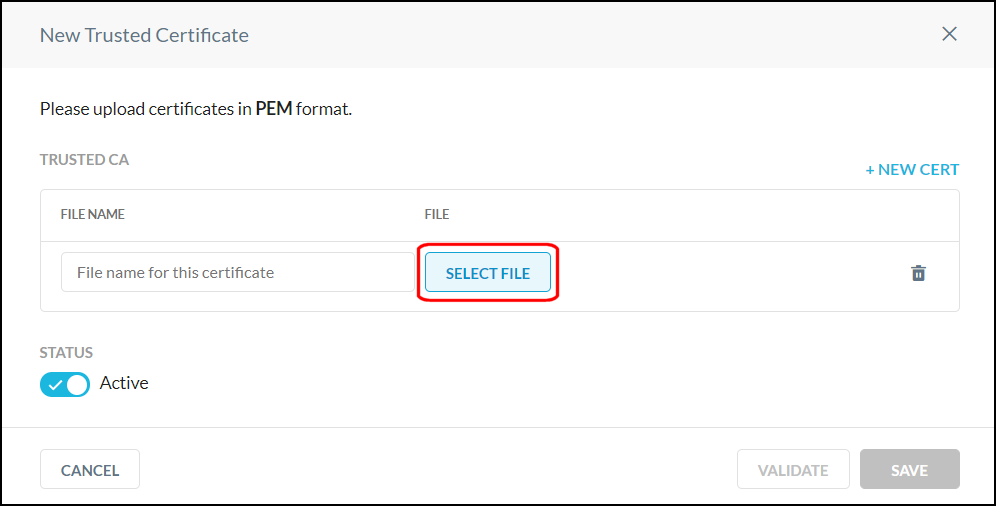 New Trusted Certificate
Please upload certificates in PEM format.
TRUSTED CA
+ NEW CERT
FILE NAME FILE
File name for this certificate SELECT FILE
STATUS
Active
CANCEL VALIDATE SAVE